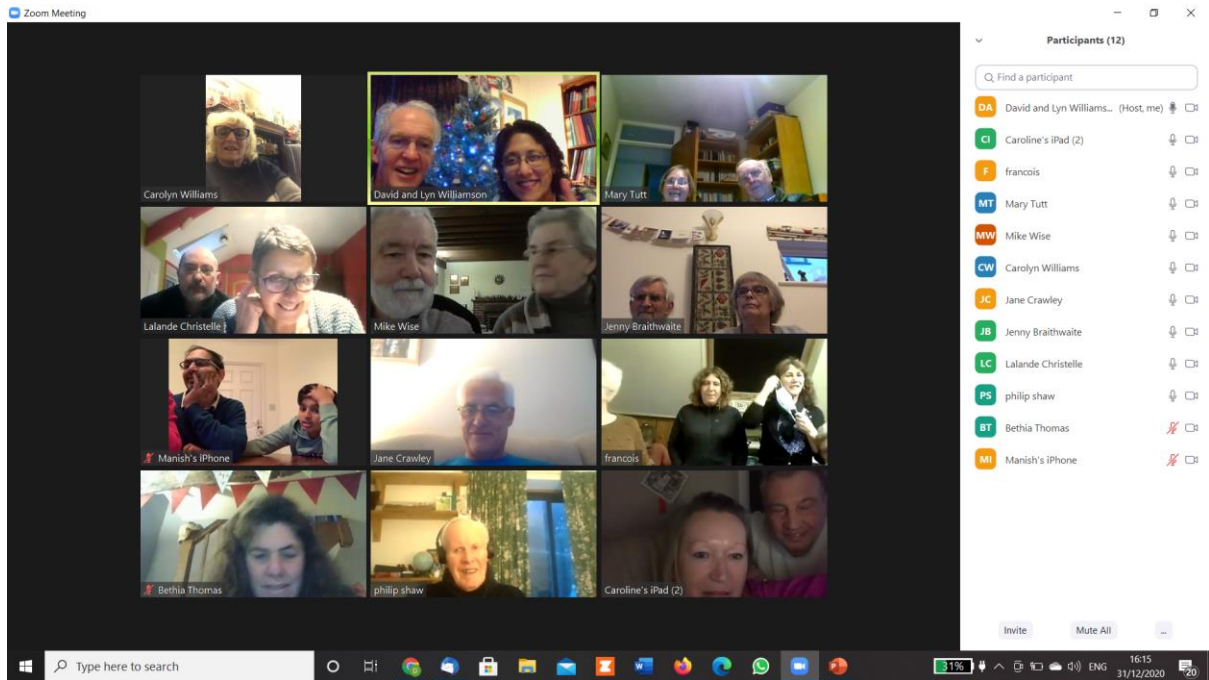 Zoom Meeting
Participants (12)
Find a participant
DA David and Lyn Williams... (Host, me)
CI Caroline's iPad (2)
F francois
MT Mary Tutt
MW Mike Wise
CW Carolyn Williams
JC Jane Crawley
JB Jenny Braithwaite
LC Lalande Christelle
PS philip shaw
BT Bethia Thomas
MI Manish's iPhone
Carolyn Williams
David and Lyn Williamson
Mary Tutt
Lalande Christelle
Mike Wise
Jenny Braithwaite
Manish's iPhone
Jane Crawley
francois
Bethia Thomas
philip shaw
Caroline's iPad (2)
Invite
Mute All
...
Type here to search
31%
ENG
16:15
31/12/2020
20